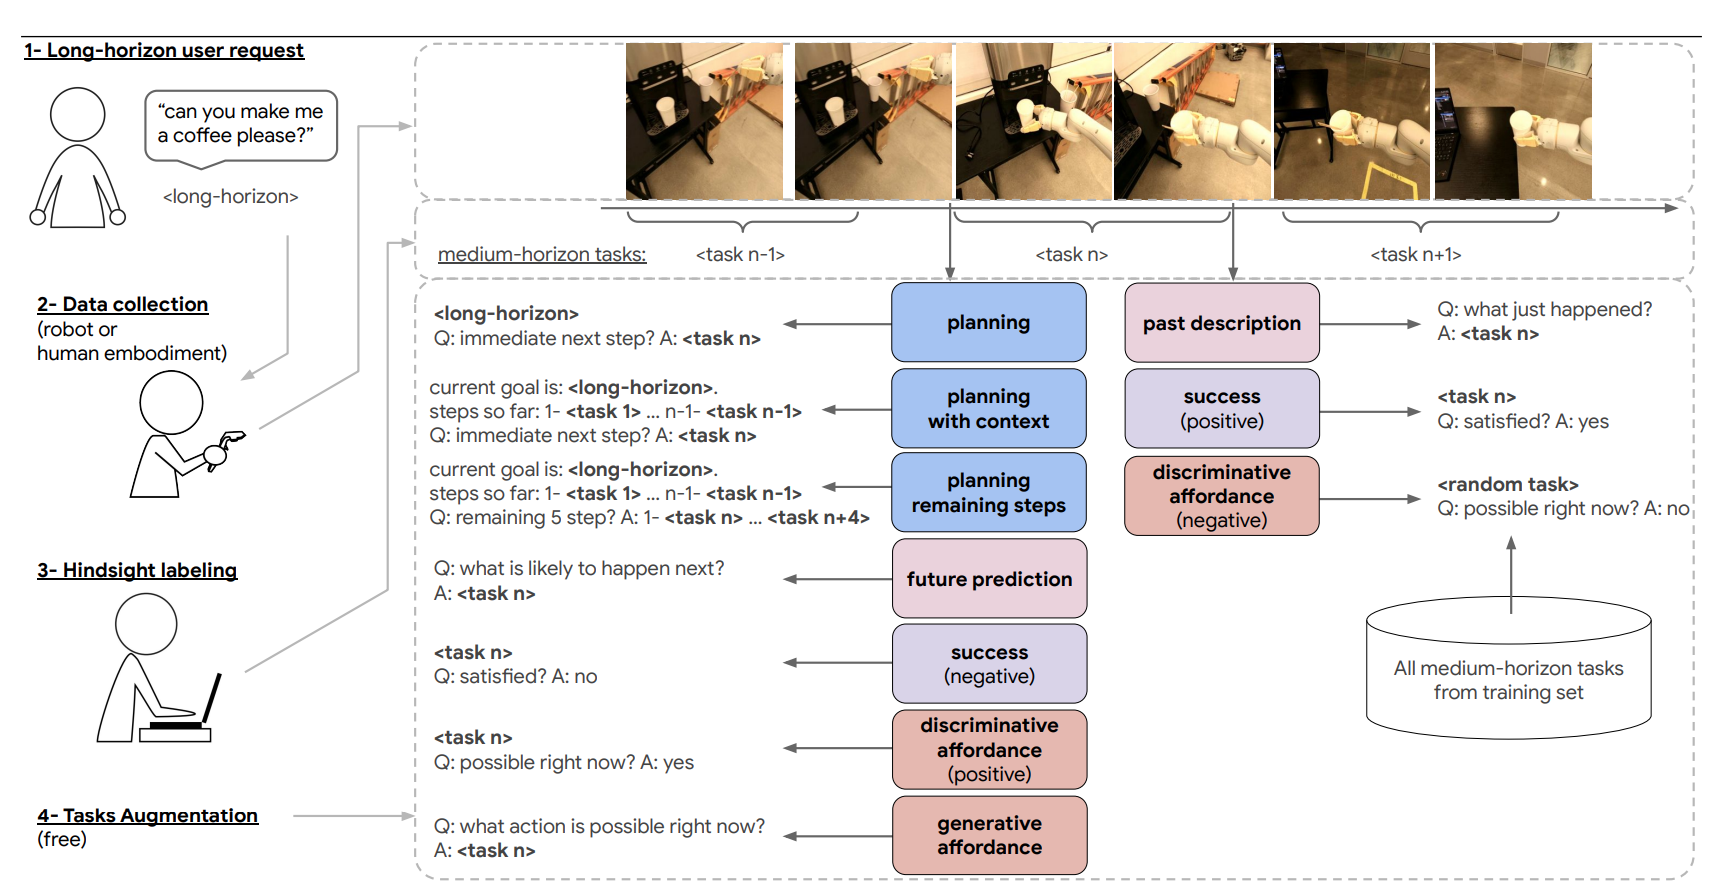 1- Long-horizon user request
“can you make me
a coffee please?”
<long-horizon>
2- Data collection
(robot or
human embodiment)
3- Hindsight labeling
4- Tasks Augmentation
(free)
medium-horizon tasks:
<task n-1>
<task n>
<task n+1>
<long-horizon>
Q: immediate next step? A: <task n>
planning
current goal is: <long-horizon>.
steps so far: 1- <task 1> ... n-1- <task n-1>
Q: immediate next step? A: <task n>
planning
with context
current goal is: <long-horizon>.
steps so far: 1- <task 1> ... n-1- <task n-1>
Q: remaining 5 step? A: 1- <task n> ... <task n+4>
planning
remaining steps
Q: what is likely to happen next?
A: <task n>
future prediction
<task n>
Q: satisfied? A: no
success
(negative)
<task n>
Q: possible right now? A: yes
discriminative
affordance
(positive)
Q: what action is possible right now?
A: <task n>
generative
affordance
past description
Q: what just happened?
A: <task n>
success
(positive)
<task n>
Q: satisfied? A: yes
discriminative
affordance
(negative)
<random task>
Q: possible right now? A: no
All medium-horizon tasks
from training set